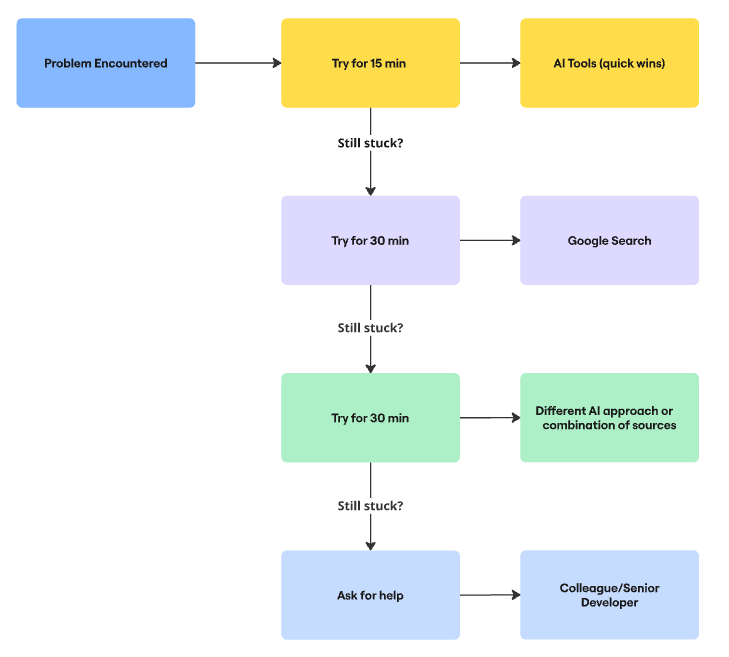 Problem Encountered
Try for 15 min
AI Tools (quick wins)
Still stuck?
Try for 30 min
Google Search
Still stuck?
Try for 30 min
Different AI approach or
combination of sources
Still stuck?
Ask for help
Colleague/Senior
Developer